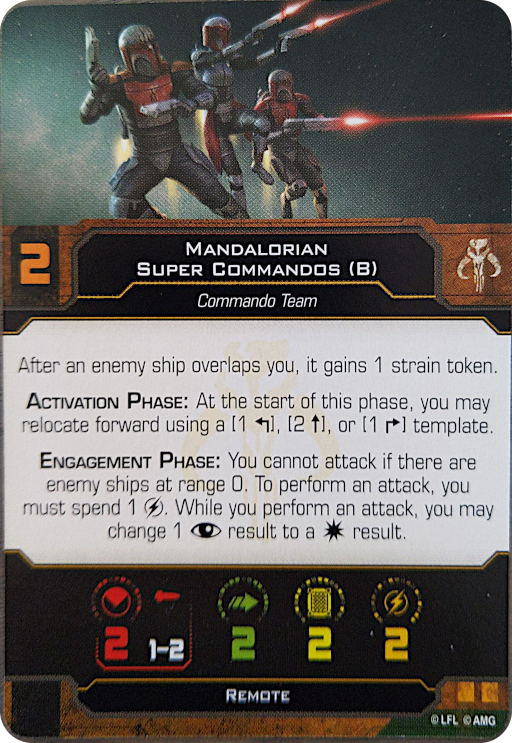 2
MANDALORIAN
SUPER COMMANDOS (B)
Commando Team
After an enemy ship overlaps you, it gains 1 strain token.
ACTIVATION PHASE: At the start of this phase, you may
relocate forward using a [1 ↰], [2 ↑], or [1 ↱] template.
ENGAGEMENT PHASE: You cannot attack if there are
enemy ships at range 0. To perform an attack, you
must spend 1 . While you perform an attack, you may
change 1 result to a result.
2 1-2 2 2 2
REMOTE
© LFL © AMG